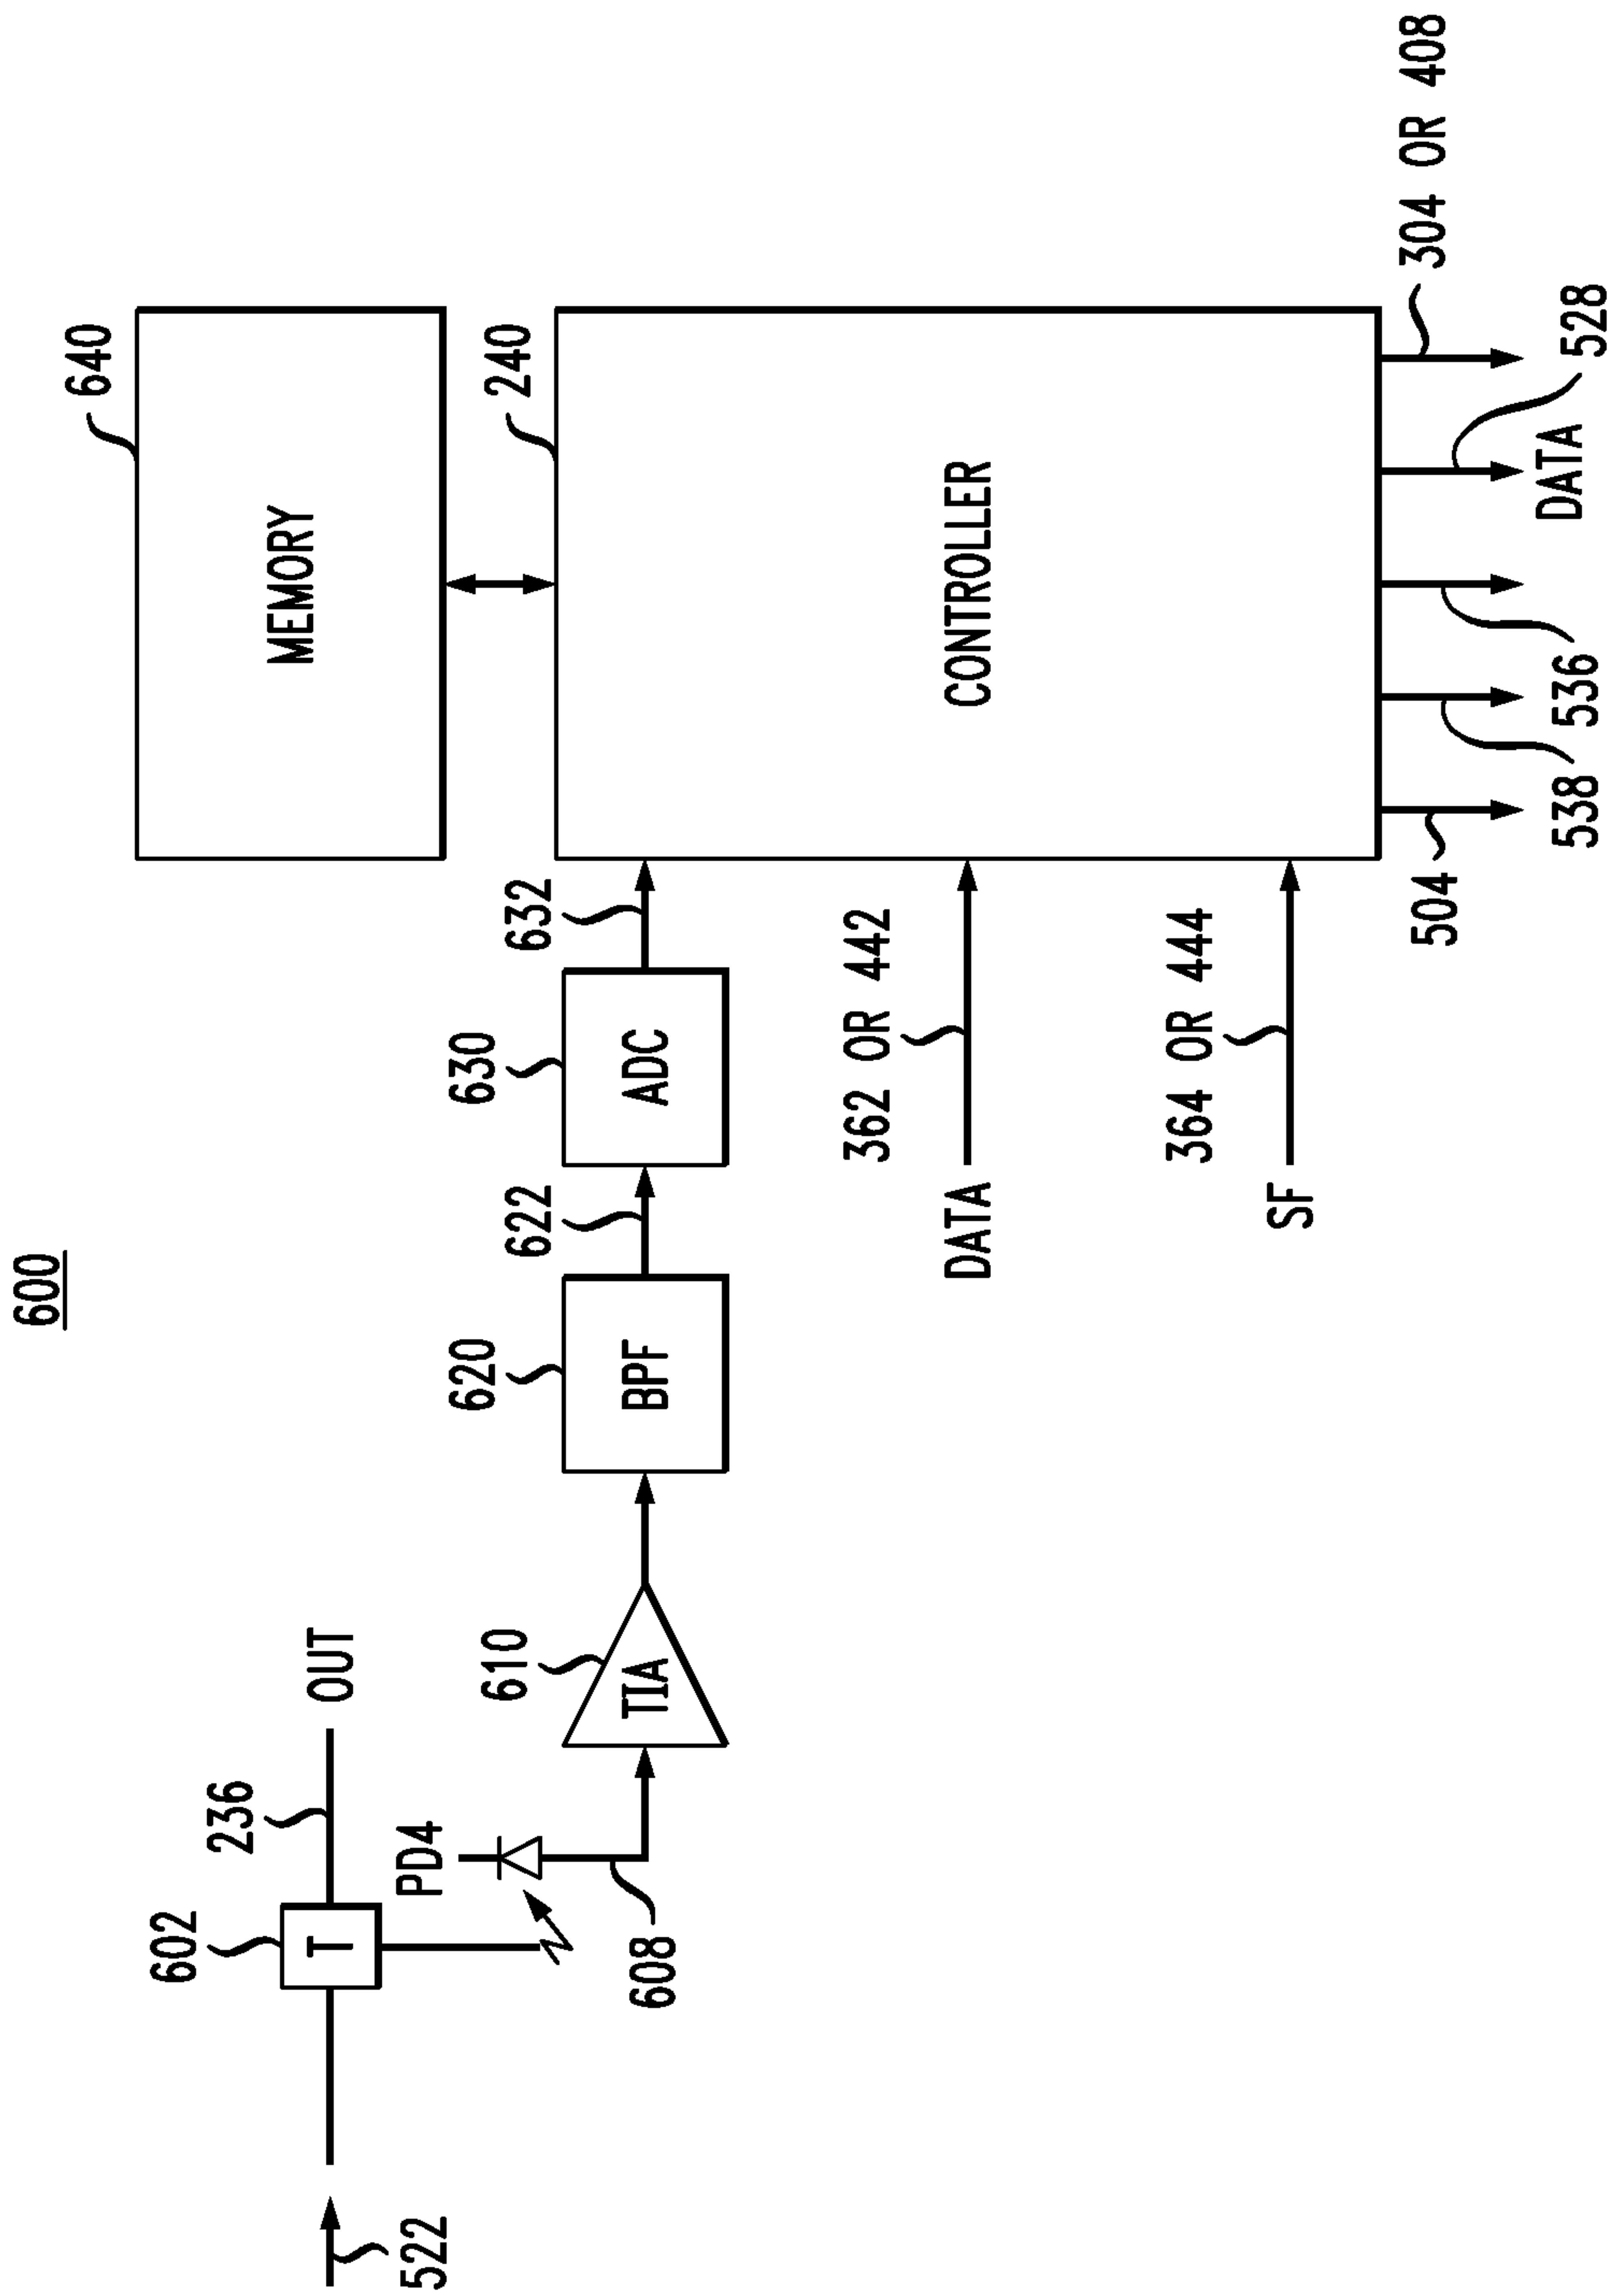 600
640
MEMORY
602
236
OUT
T
522
PD4
608
610
TIA
620
BPF
622
630
ADC
632
240
CONTROLLER
362 OR 442
DATA
364 OR 444
SF
504
538
536
DATA
528
304 OR 408